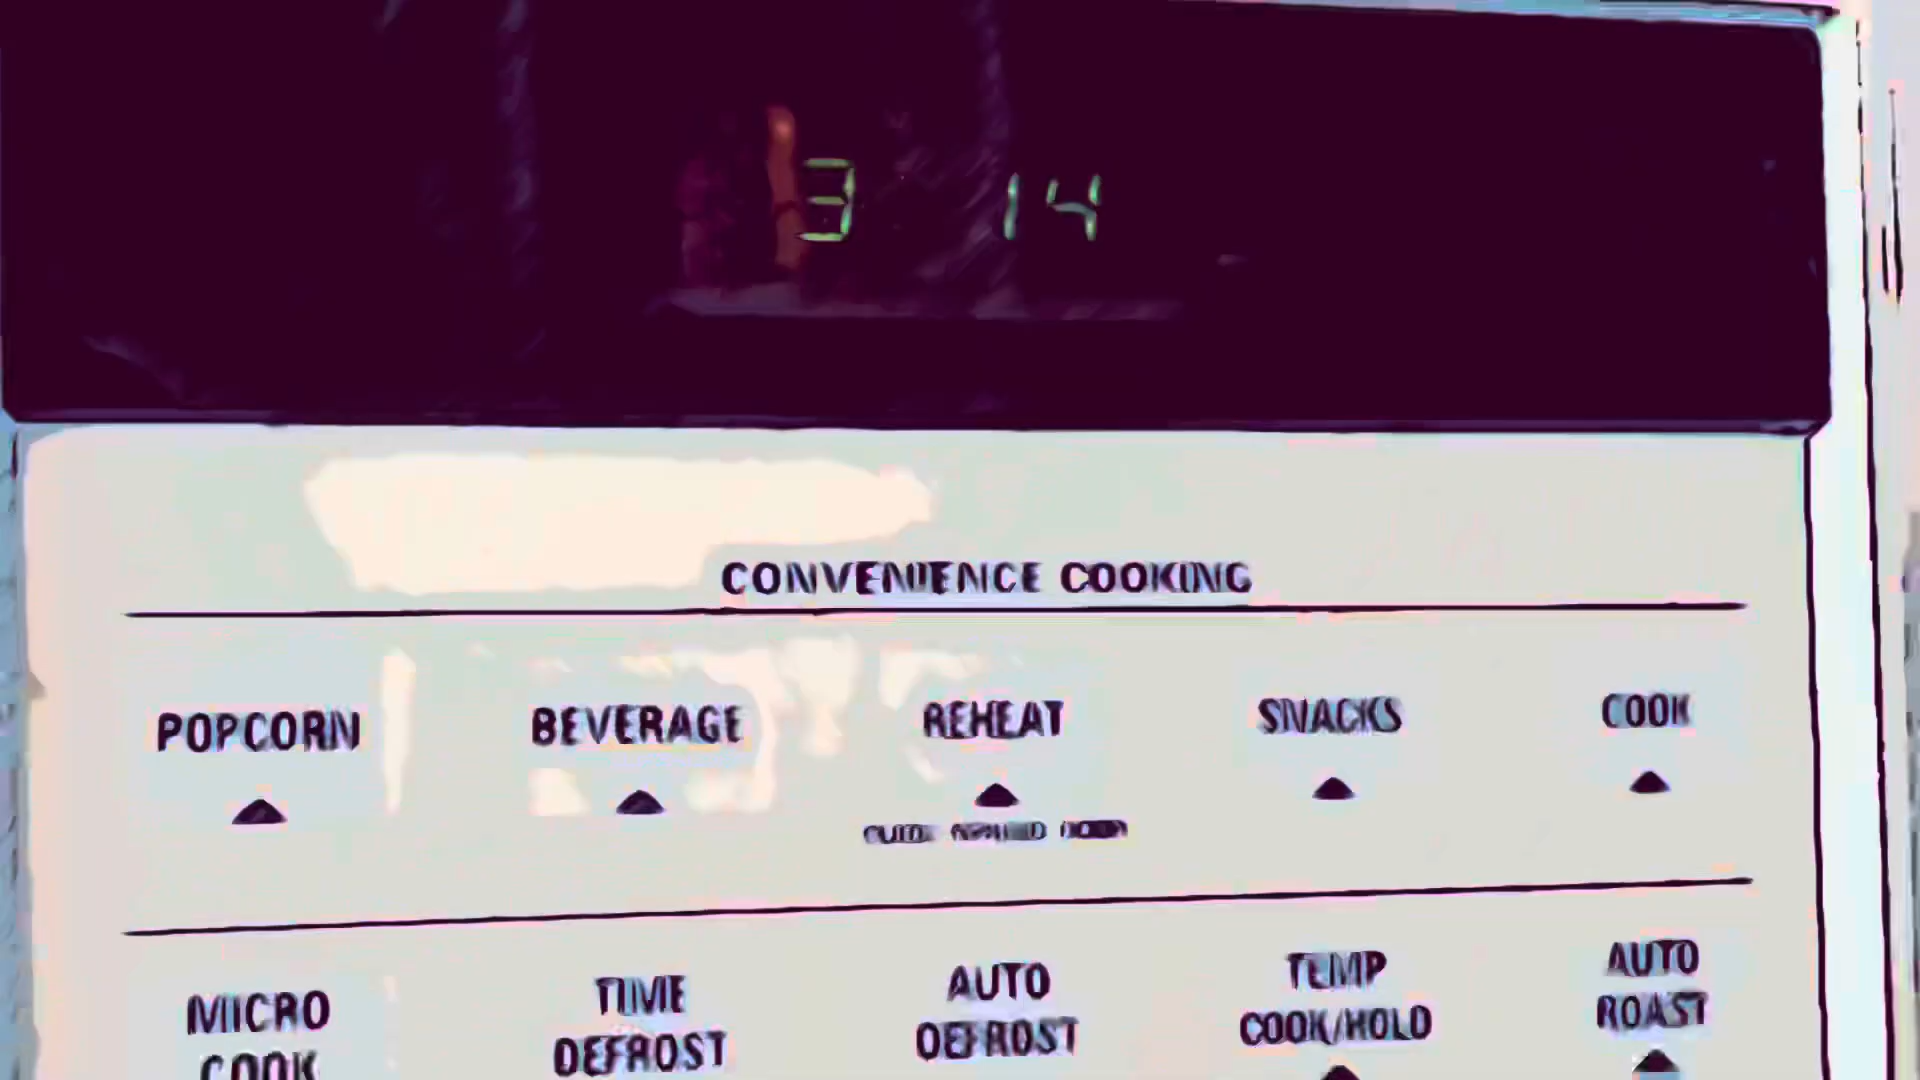 3 14
CONVENIENCE COOKING
POPCORN BEVERAGE REHEAT SNACKS COOK
MICRO COOK
TIME DEFROST
AUTO DEFROST
TEMP COOK/HOLD
AUTO ROAST